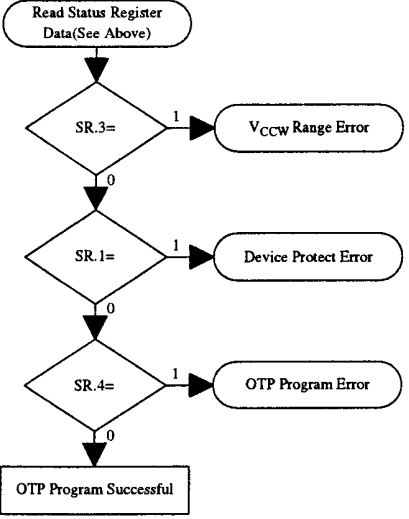 Read Status Register
Data(See Above)
SR.3=
1
VCCW Range Error
0
SR.1=
1
Device Protect Error
0
SR.4=
1
OTP Program Error
0
OTP Program Successful